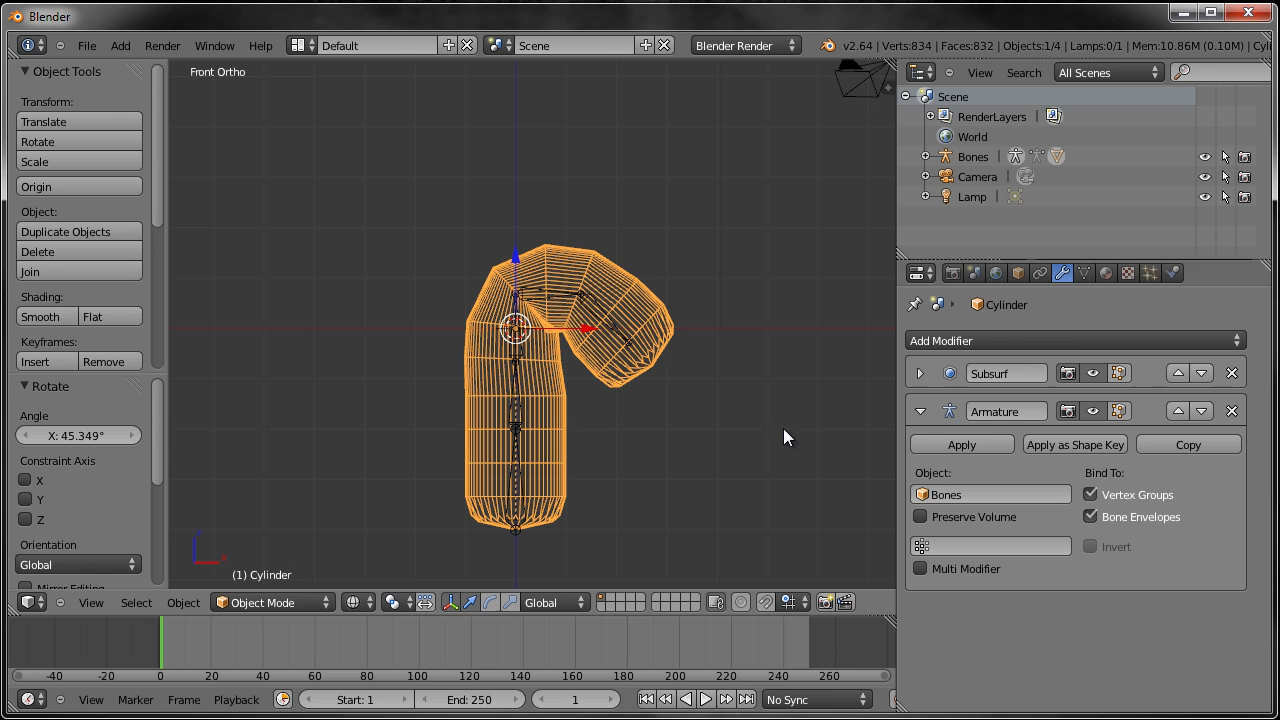 Blender
File Add Render Window Help Default Scene Blender Render v2.64 | Verts:834 | Faces:832 | Objects:1/4 | Lamps:0/1 | Mem:10.86M (0.10M) | Cyli
Object Tools
Transform:
Translate
Rotate
Scale
Origin
Object:
Duplicate Objects
Delete
Join
Shading:
Smooth Flat
Keyframes:
Insert Remove
Rotate
Angle
X: 45.349°
Constraint Axis
X
Y
Z
Orientation
Global
Front Ortho
(1) Cylinder
View Select Object Object Mode Global
-40 -20 0 20 40 60 80 100 120 140 160 180 200 220 240 260
View Marker Frame Playback Start: 1 End: 250 1 No Sync
View Search All Scenes
Scene
RenderLayers |
World
Bones |
Camera |
Lamp |
Cylinder
Add Modifier
Subsurf
Armature
Apply Apply as Shape Key Copy
Object: Bind To:
Bones Vertex Groups
Preserve Volume Bone Envelopes
Invert
Multi Modifier